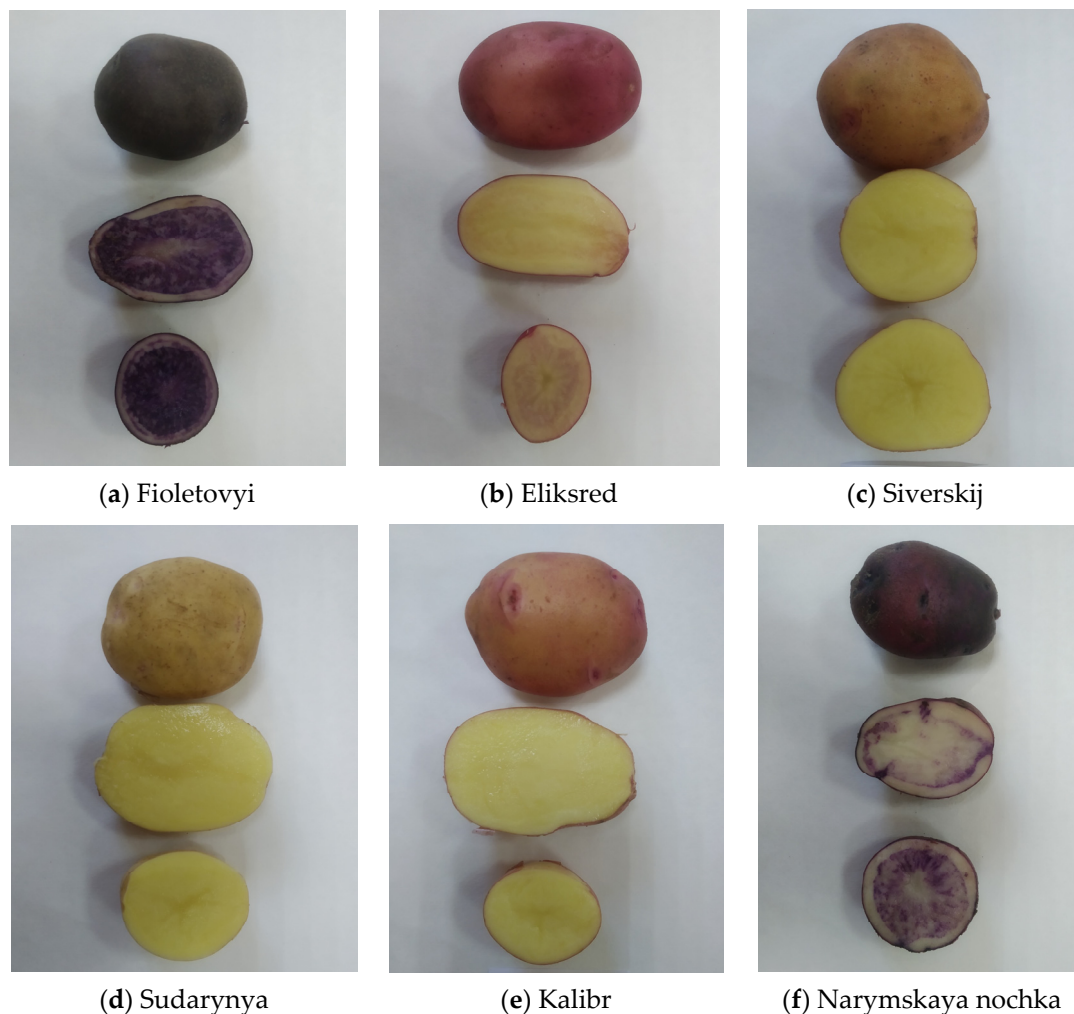 (a) Fioletovyi
(b) Eliksred
(c) Siverskij
(d) Sudarynya
(e) Kalibr
(f) Narymskaya nochka